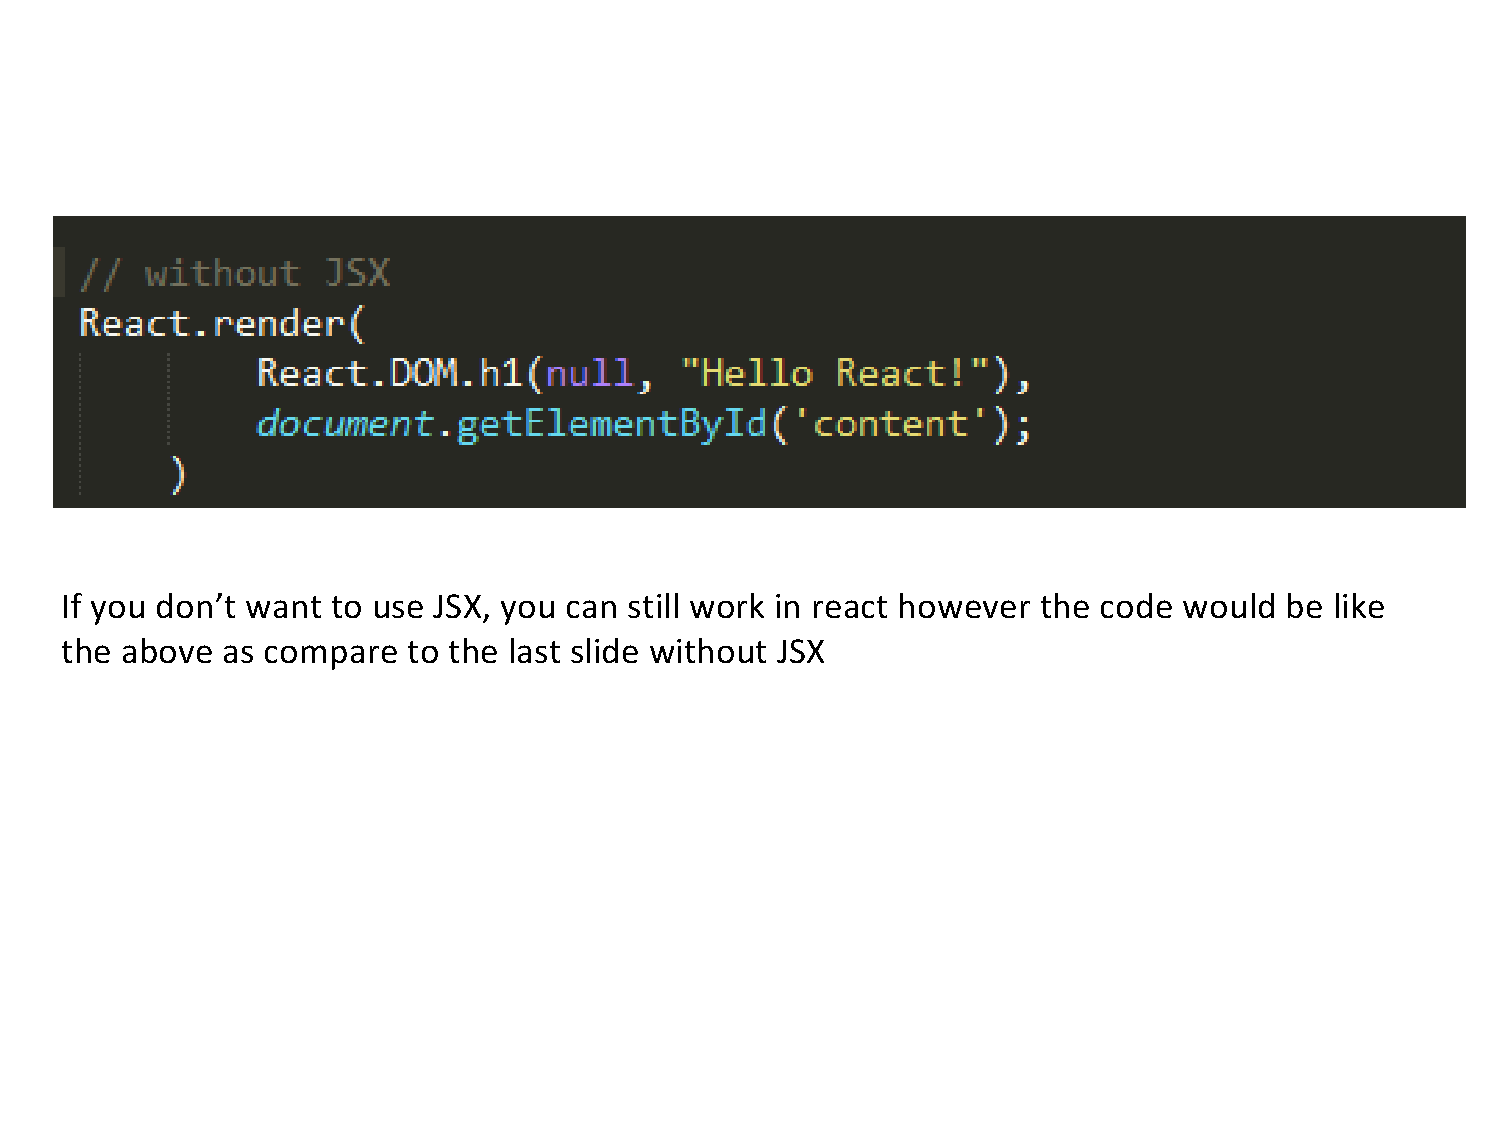 // without JSX
React.render(
React.DOM.h1(null, "Hello React!"),
document.getElementById('content');
)
If you don’t want to use JSX, you can still work in react however the code would be like
the above as compare to the last slide without JSX